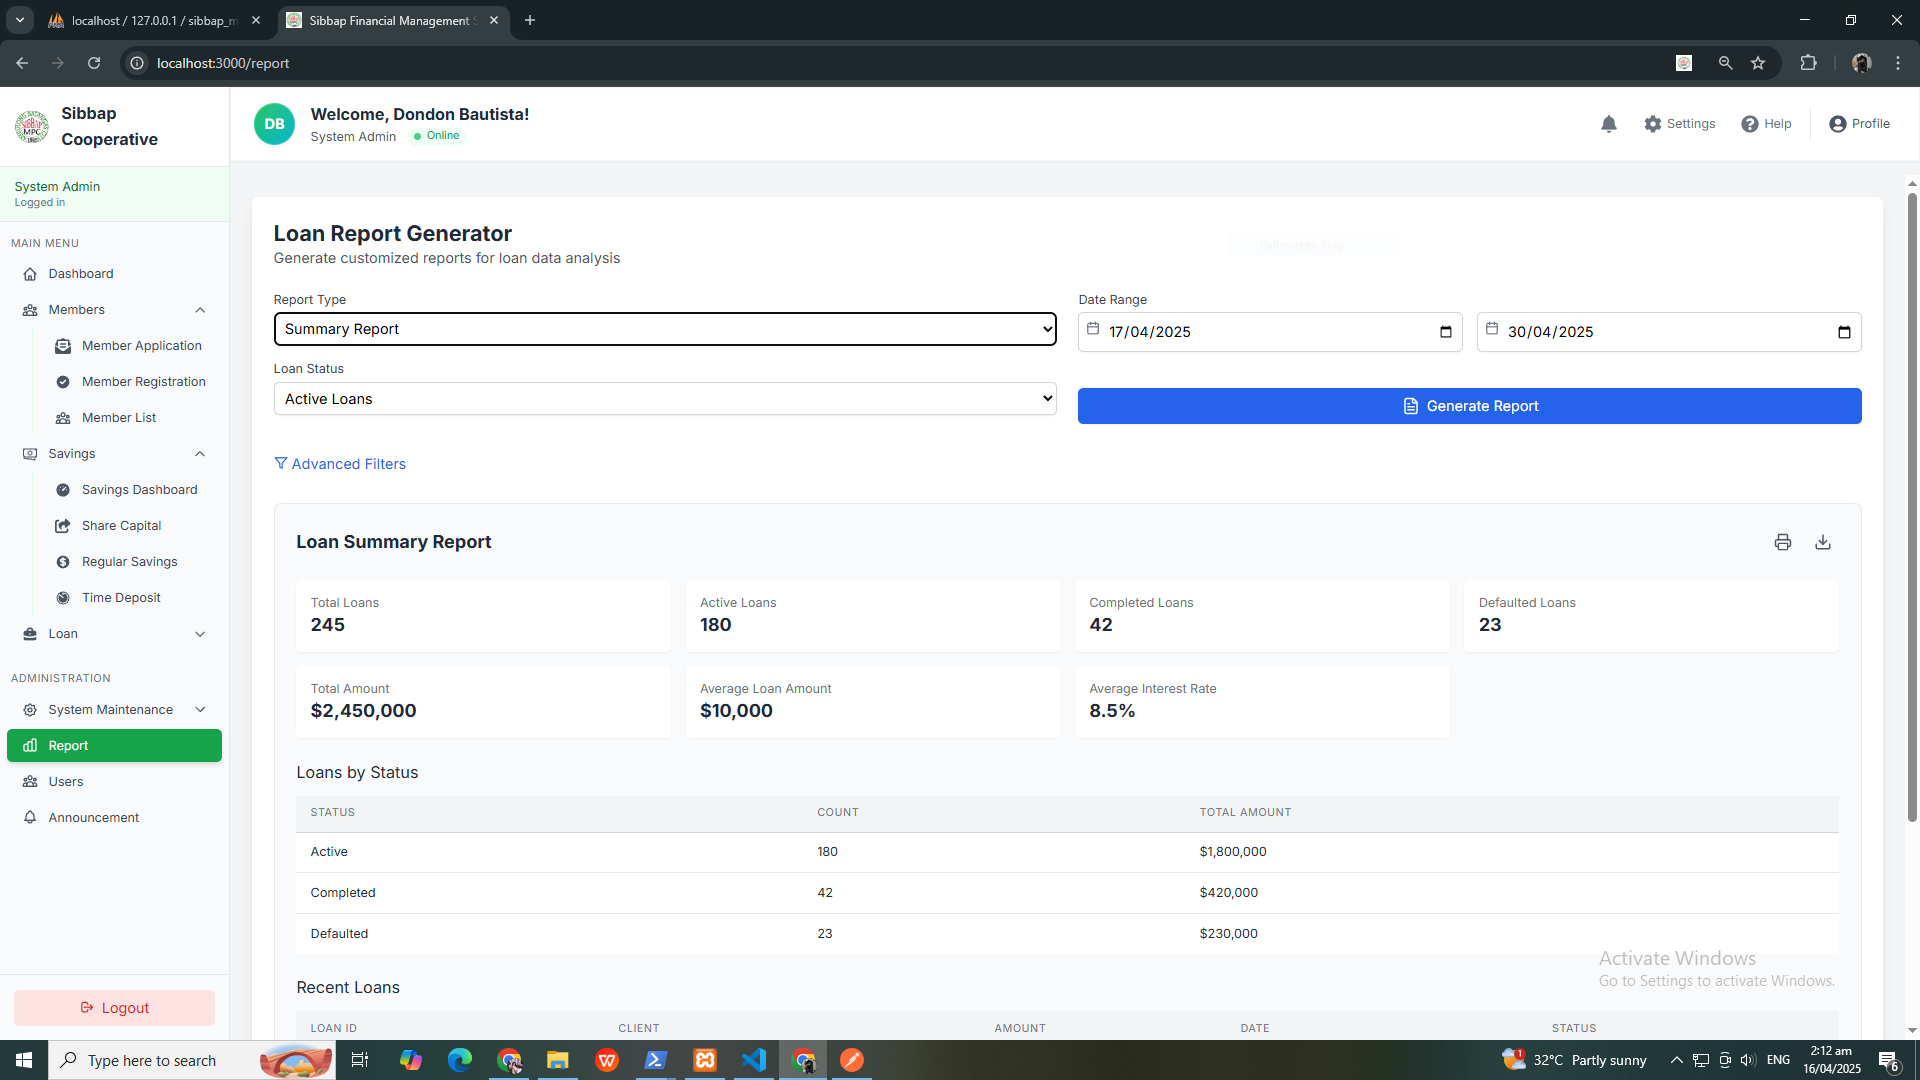 localhost / 127.0.0.1 / sibbap_m
Sibbap Financial Management S
localhost:3000/report
Sibbap
Cooperative
System Admin
Logged in
MAIN MENU
Dashboard
Members
Member Application
Member Registration
Member List
Savings
Savings Dashboard
Share Capital
Regular Savings
Time Deposit
Loan
ADMINISTRATION
System Maintenance
Report
Users
Announcement
Logout
DB
Welcome, Dondon Bautista!
System Admin
Online
Settings
Help
Profile
Loan Report Generator
Generate customized reports for loan data analysis
Full-screen Snip
Report Type
Summary Report
Date Range
17/04/2025
30/04/2025
Loan Status
Active Loans
Generate Report
Advanced Filters
Loan Summary Report
Total Loans
245
Active Loans
180
Completed Loans
42
Defaulted Loans
23
Total Amount
$2,450,000
Average Loan Amount
$10,000
Average Interest Rate
8.5%
Loans by Status
STATUS COUNT TOTAL AMOUNT
Active 180 $1,800,000
Completed 42 $420,000
Defaulted 23 $230,000
Recent Loans
LOAN ID CLIENT AMOUNT DATE STATUS
Activate Windows
Go to Settings to activate Windows.
Type here to search
1
32°C Partly sunny
ENG
2:12 am
16/04/2025
6